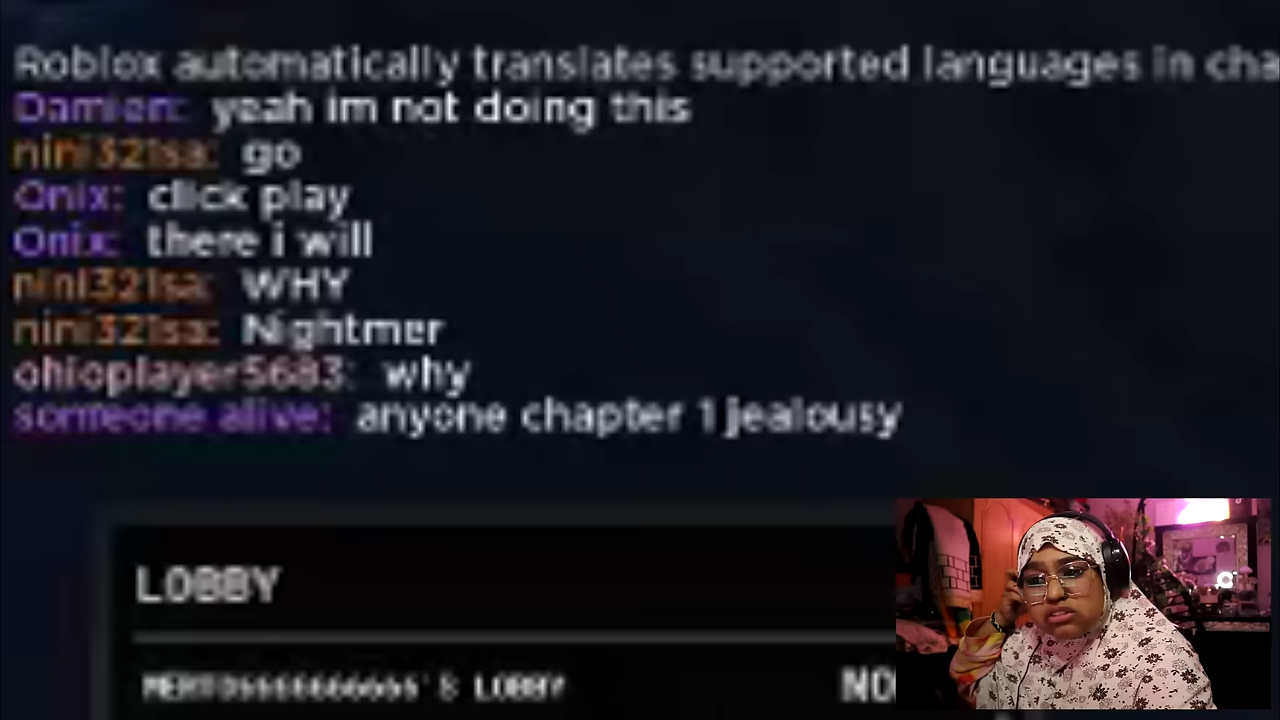 Roblox automatically translates supported languages in cha
Damien: yeah im not doing this
nini321sa: go
Onix: click play
Onix: there i will
nini321sa: WHY
nini321sa: Nightmer
ohioplayer5683: why
someone alive: anyone chapter 1 jealousy
LOBBY
LOBBY
NO